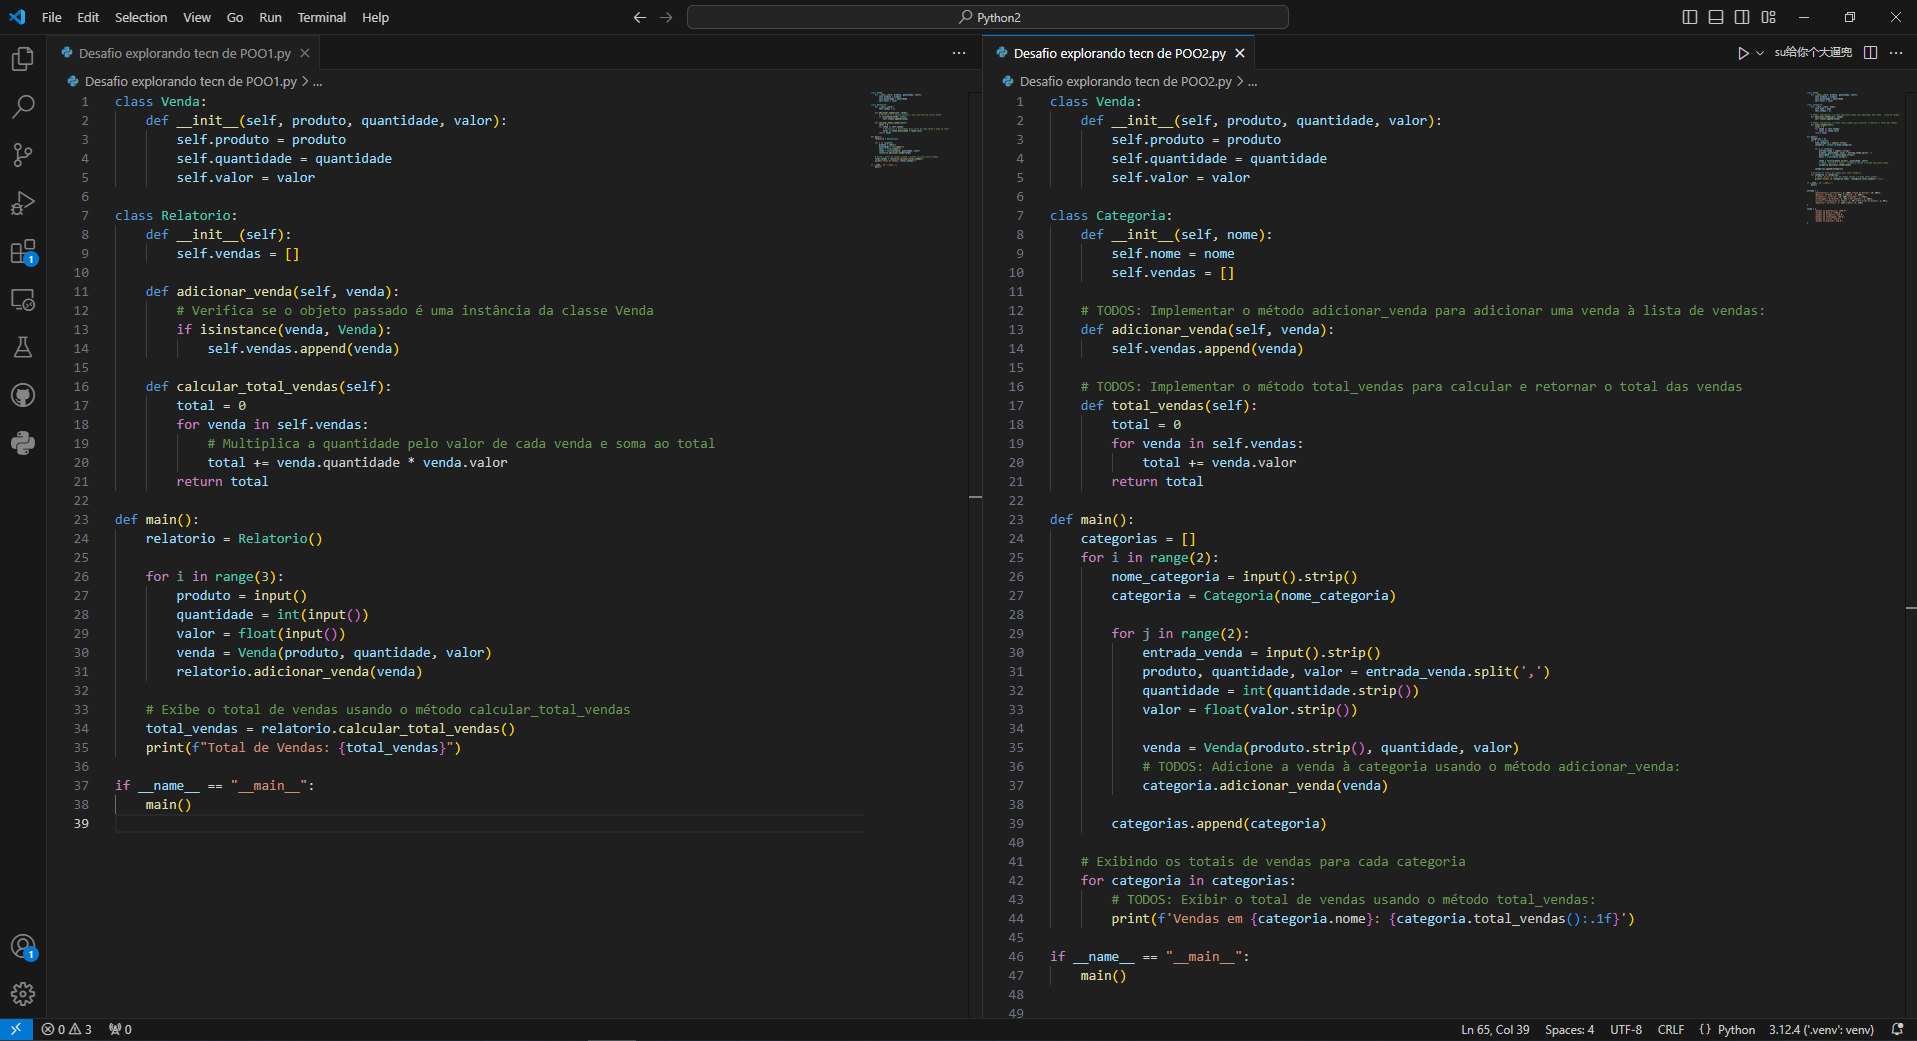 File Edit Selection View Go Run Terminal Help
Python2
Desafio explorando tecn de POO1.py
Desafio explorando tecn de POO1.py > ...
1 class Venda:
2 def __init__(self, produto, quantidade, valor):
3 self.produto = produto
4 self.quantidade = quantidade
5 self.valor = valor
6
7 class Relatorio:
8 def __init__(self):
9 self.vendas = []
10
11 def adicionar_venda(self, venda):
12 # Verifica se o objeto passado é uma instância da classe Venda
13 if isinstance(venda, Venda):
14 self.vendas.append(venda)
15
16 def calcular_total_vendas(self):
17 total = 0
18 for venda in self.vendas:
19 # Multiplica a quantidade pelo valor de cada venda e soma ao total
20 total += venda.quantidade * venda.valor
21 return total
22
23 def main():
24 relatorio = Relatorio()
25
26 for i in range(3):
27 produto = input()
28 quantidade = int(input())
29 valor = float(input())
30 venda = Venda(produto, quantidade, valor)
31 relatorio.adicionar_venda(venda)
32
33 # Exibe o total de vendas usando o método calcular_total_vendas
34 total_vendas = relatorio.calcular_total_vendas()
35 print(f"Total de Vendas: {total_vendas}")
36
37 if __name__ == "__main__":
38 main()
39
Desafio explorando tecn de POO2.py
su给你个大逼兜
Desafio explorando tecn de POO2.py > ...
1 class Venda:
2 def __init__(self, produto, quantidade, valor):
3 self.produto = produto
4 self.quantidade = quantidade
5 self.valor = valor
6
7 class Categoria:
8 def __init__(self, nome):
9 self.nome = nome
10 self.vendas = []
11
12 # TODOS: Implementar o método adicionar_venda para adicionar uma venda à lista de vendas:
13 def adicionar_venda(self, venda):
14 self.vendas.append(venda)
15
16 # TODOS: Implementar o método total_vendas para calcular e retornar o total das vendas
17 def total_vendas(self):
18 total = 0
19 for venda in self.vendas:
20 total += venda.valor
21 return total
22
23 def main():
24 categorias = []
25 for i in range(2):
26 nome_categoria = input().strip()
27 categoria = Categoria(nome_categoria)
28
29 for j in range(2):
30 entrada_venda = input().strip()
31 produto, quantidade, valor = entrada_venda.split(',')
32 quantidade = int(quantidade.strip())
33 valor = float(valor.strip())
34
35 venda = Venda(produto.strip(), quantidade, valor)
36 # TODOS: Adicione a venda à categoria usando o método adicionar_venda:
37 categoria.adicionar_venda(venda)
38
39 categorias.append(categoria)
40
41 # Exibindo os totais de vendas para cada categoria
42 for categoria in categorias:
43 # TODOS: Exibir o total de vendas usando o método total_vendas:
44 print(f'Vendas em {categoria.nome}: {categoria.total_vendas():.1f}')
45
46 if __name__ == "__main__":
47 main()
48
49
1
1
0 3 0
Ln 65, Col 39 Spaces: 4 UTF-8 CRLF {} Python 3.12.4 ('.venv': venv)